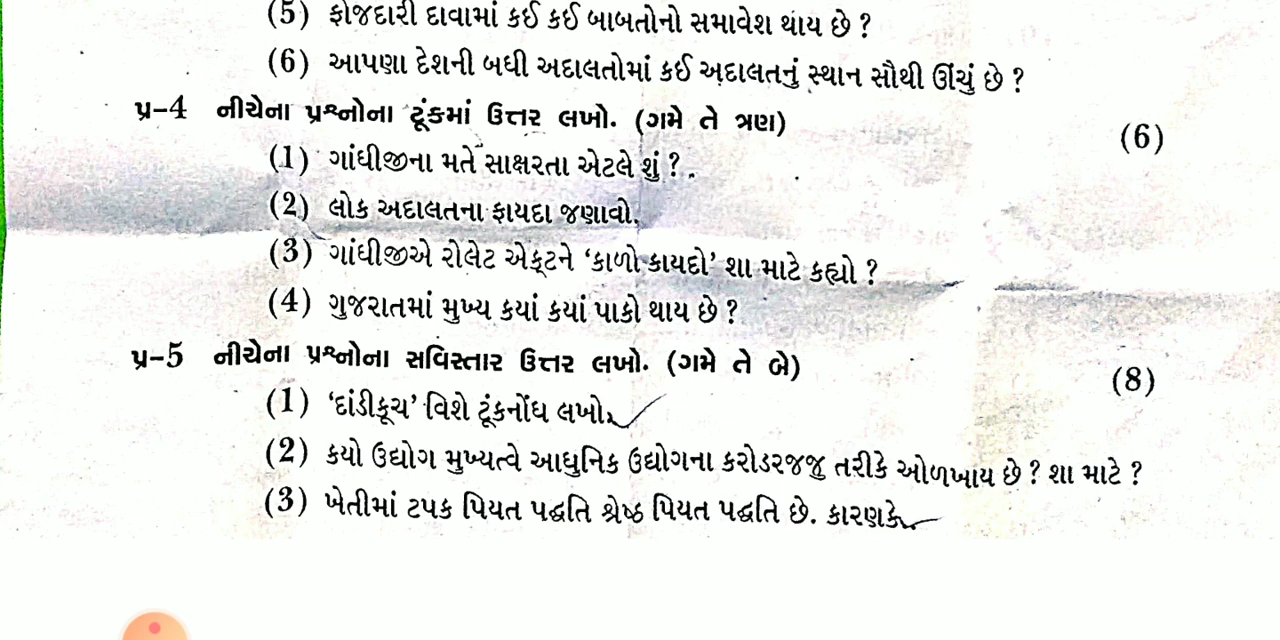 (5) ફોજદારી દાવામાં કઈ કઈ બાબતોનો સમાવેશ થાય છે ?
(6) આપણા દેશની બધી અદાલતોમાં કઈ અદાલતનું સ્થાન સૌથી ઊંચું છે ?
પ્ર-4 નીચેના પ્રશ્નોના ટૂંકમાં ઉત્તર લખો. (ગમે તે ત્રણ) (6)
(1) ગાંધીજીના મતે સાક્ષરતા એટલે શું ?
(2) લોક અદાલતના ફાયદા જણાવો.
(3) ગાંધીજીએ રોલેટ એક્ટને ‘કાળો કાયદો’ શા માટે કહ્યો ?
(4) ગુજરાતમાં મુખ્ય કયાં કયાં પાકો થાય છે ?
પ્ર-5 નીચેના પ્રશ્નોના સવિસ્તાર ઉત્તર લખો. (ગમે તે બે) (8)
(1) ‘દાંડીકૂચ’ વિશે ટૂંકનોંધ લખો.
(2) કયો ઉદ્યોગ મુખ્યત્વે આધુનિક ઉદ્યોગના કરોડરજજુ તરીકે ઓળખાય છે ? શા માટે ?
(3) ખેતીમાં ટપક પિયત પદ્ધતિ શ્રેષ્ઠ પિયત પદ્ધતિ છે. કારણકે